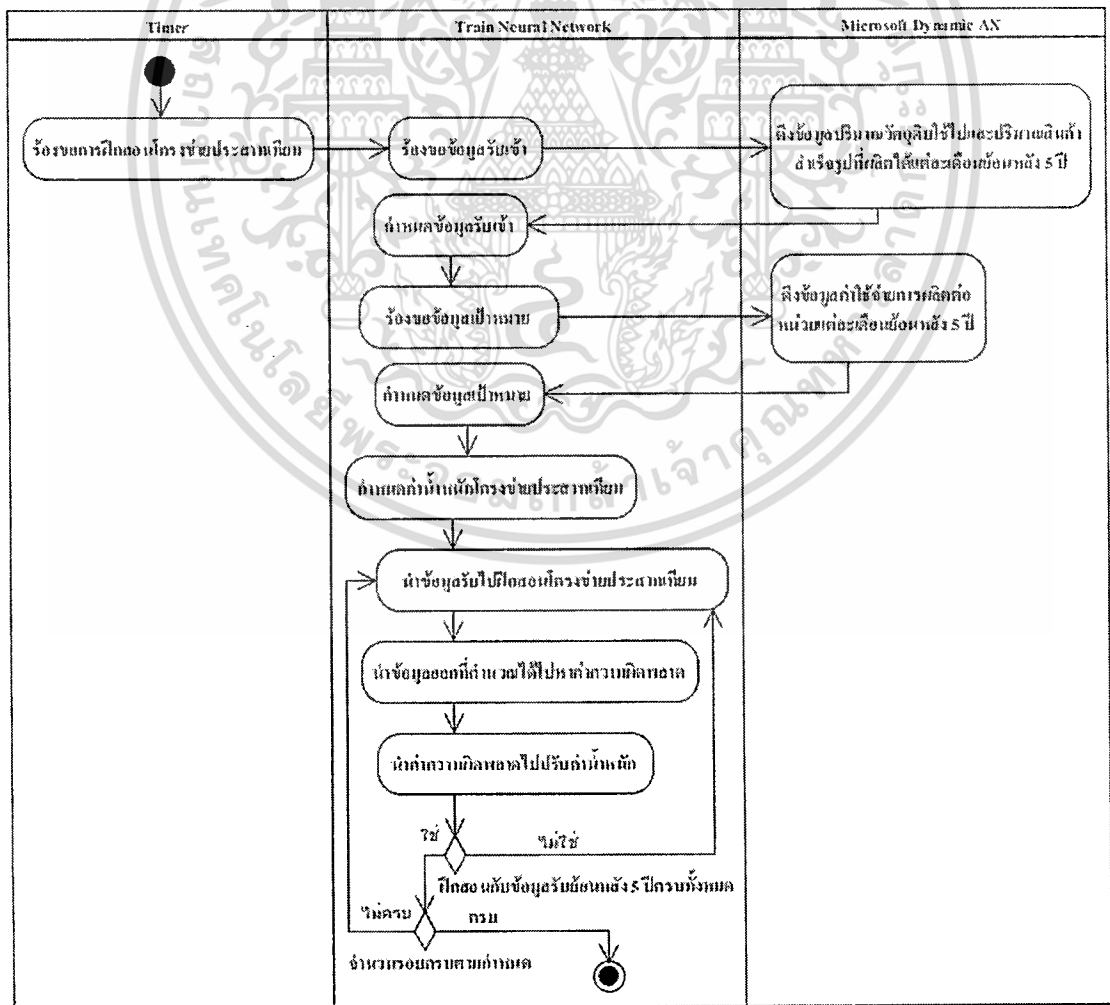 Timer
Train Neural Network
Microsoft Dynamic AX
ร้องขอการฝึกสอนโครงข่ายประสาทเทียม
ร้องขอข้อมูลรับเข้า
ดึงข้อมูลปริมาณวัตถุดิบใช้ไปและปริมาณสินค้า
สำเร็จรูปที่ผลิตได้แต่ละเดือนย้อนหลัง 5 ปี
กำหนดข้อมูลรับเข้า
ร้องขอข้อมูลเป้าหมาย
ดึงข้อมูลค่าใช้จ่ายการผลิตต่อ
หน่วยแต่ละเดือนย้อนหลัง 5 ปี
กำหนดข้อมูลเป้าหมาย
กำหนดค่าน้ำหนักโครงข่ายประสาทเทียม
นำข้อมูลรับไปฝึกสอนโครงข่ายประสาทเทียม
นำข้อมูลออกที่คำนวณได้ไปหาค่าความผิดพลาด
นำค่าความผิดพลาดไปปรับค่าน้ำหนัก
ใช่
ไม่ใช่
ฝึกสอนกับข้อมูลรับย้อนหลัง 5 ปีครบทั้งหมด
ไม่ครบ
ครบ
จำนวนรอบครบตามกำหนด
พระจอมเกล้าเจ้าคุณทหาร